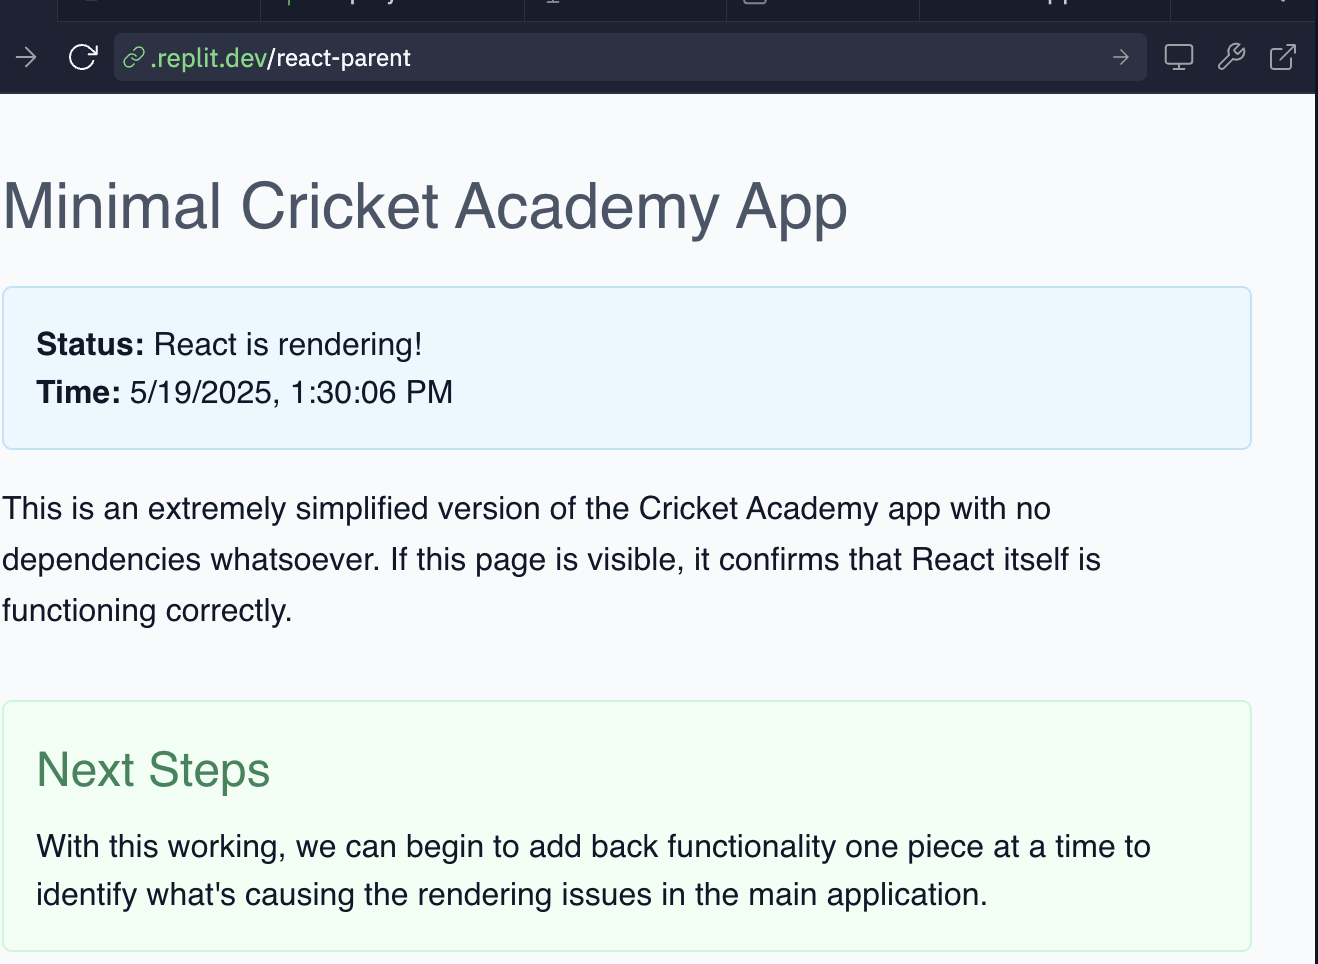 .replit.dev/react-parent
Minimal Cricket Academy App
Status: React is rendering!
Time: 5/19/2025, 1:30:06 PM
This is an extremely simplified version of the Cricket Academy app with no
dependencies whatsoever. If this page is visible, it confirms that React itself is
functioning correctly.
Next Steps
With this working, we can begin to add back functionality one piece at a time to
identify what's causing the rendering issues in the main application.